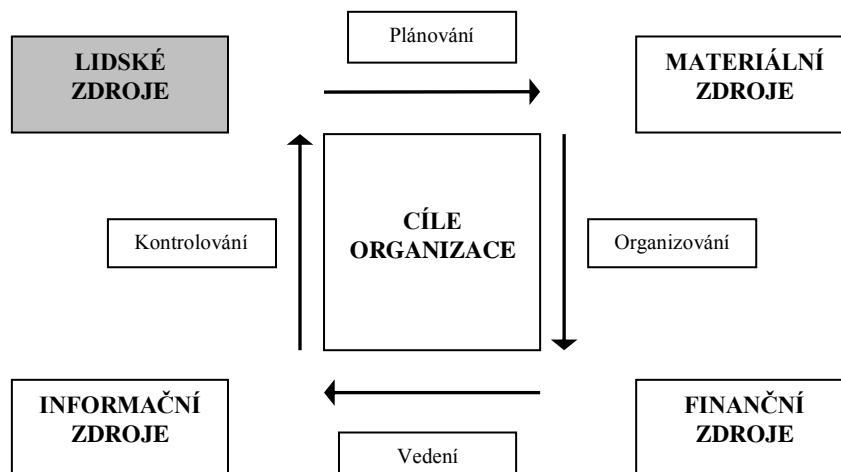 Plánování
LIDSKÉ
ZDROJE
MATERIÁLNÍ
ZDROJE
Kontrolování
CÍLE
ORGANIZACE
Organizování
INFORMAČNÍ
ZDROJE
FINANČNÍ
ZDROJE
Vedení